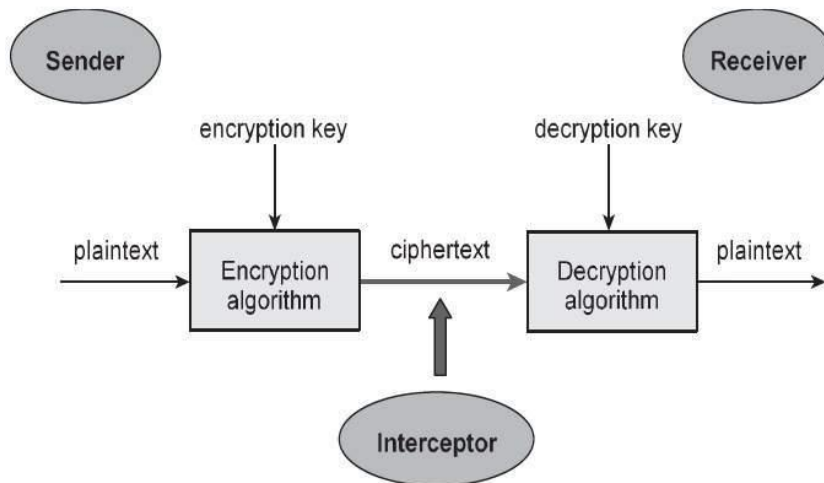 Sender
Receiver
encryption key
decryption key
plaintext
Encryption
algorithm
ciphertext
Decryption
algorithm
plaintext
Interceptor